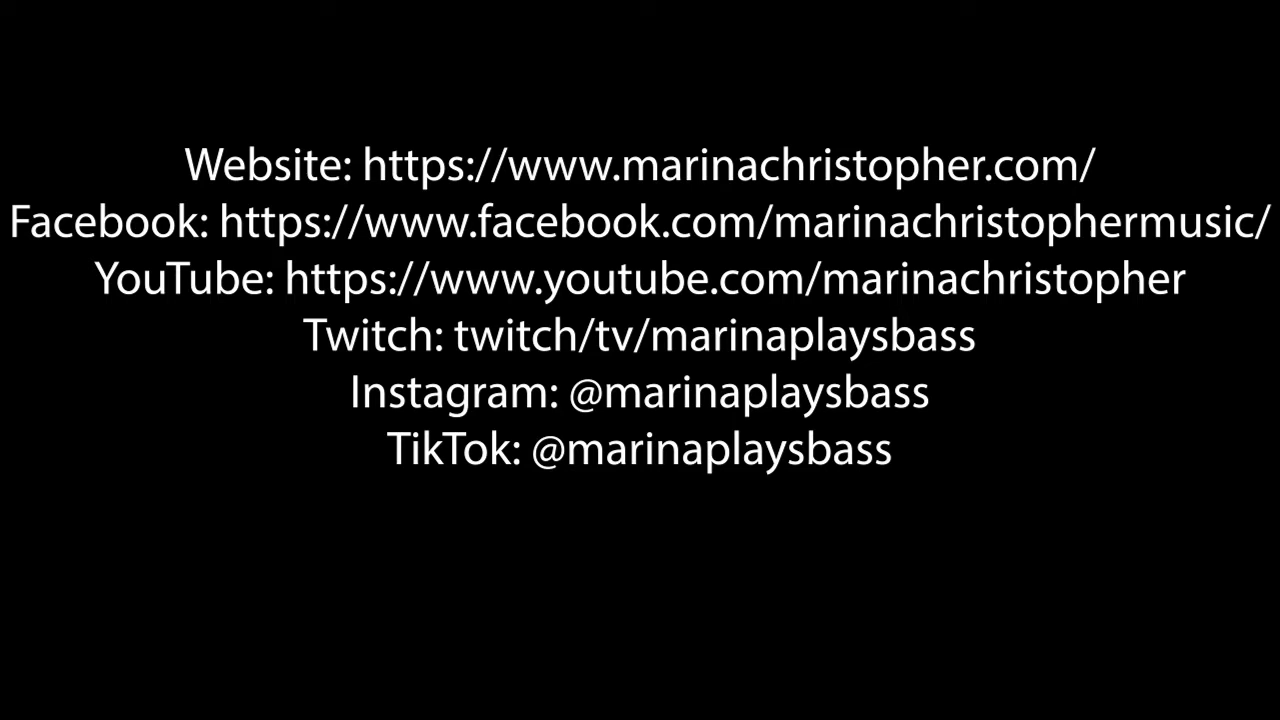 Website: https://www.marinachristopher.com/
Facebook: https://www.facebook.com/marinachristophermusic/
YouTube: https://www.youtube.com/marinachristopher
Twitch: twitch/tv/marinaplaysbass
Instagram: @marinaplaysbass
TikTok: @marinaplaysbass